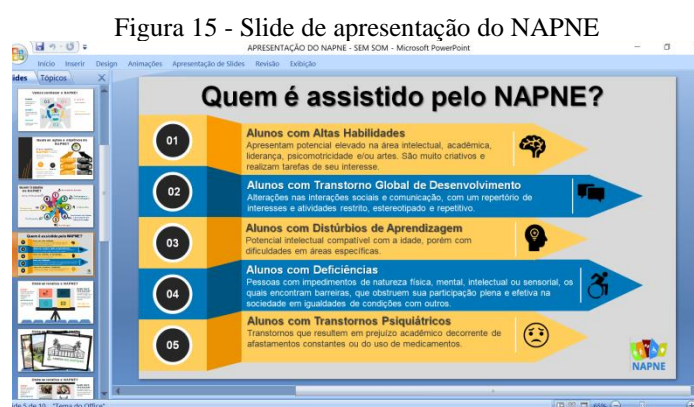 Figura 15 - Slide de apresentação do NAPNE
APRESENTAÇÃO DO NAPNE - SEM SOM - Microsoft PowerPoint
Início Inserir Design Animações Apresentação de Slides Revisão Exibição
ides Tópicos
Quem é assistido pelo NAPNE?
01
Alunos com Altas Habilidades
Apresentam potencial elevado na área intelectual, acadêmica,
liderança, psicomotricidade e/ou artes. São muito criativos e
realizam tarefas de seu interesse.
02
Alunos com Transtorno Global de Desenvolvimento
Alterações nas interações sociais e comunicação, com um repertório de
interesses e atividades restrito, estereotipado e repetitivo.
03
Alunos com Distúrbios de Aprendizagem
Potencial intelectual compatível com a idade, porém com
dificuldades em áreas específicas.
04
Alunos com Deficiências
Pessoas com impedimentos de natureza física, mental, intelectual ou sensorial, os
quais encontram barreiras, que obstruem sua participação plena e efetiva na
sociedade em igualdades de condições com outros.
05
Alunos com Transtornos Psiquiátricos
Transtornos que resultem em prejuízo acadêmico decorrente de
afastamentos constantes ou do uso de medicamentos.
NAPNE
ide 5 de 10 "Tema do Office"
65%